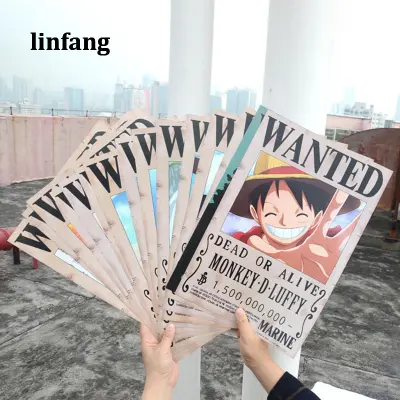 linfang
WANTED
DEAD OR ALIVE
MONKEY·D·LUFFY
1,500,000,000-
MARINE